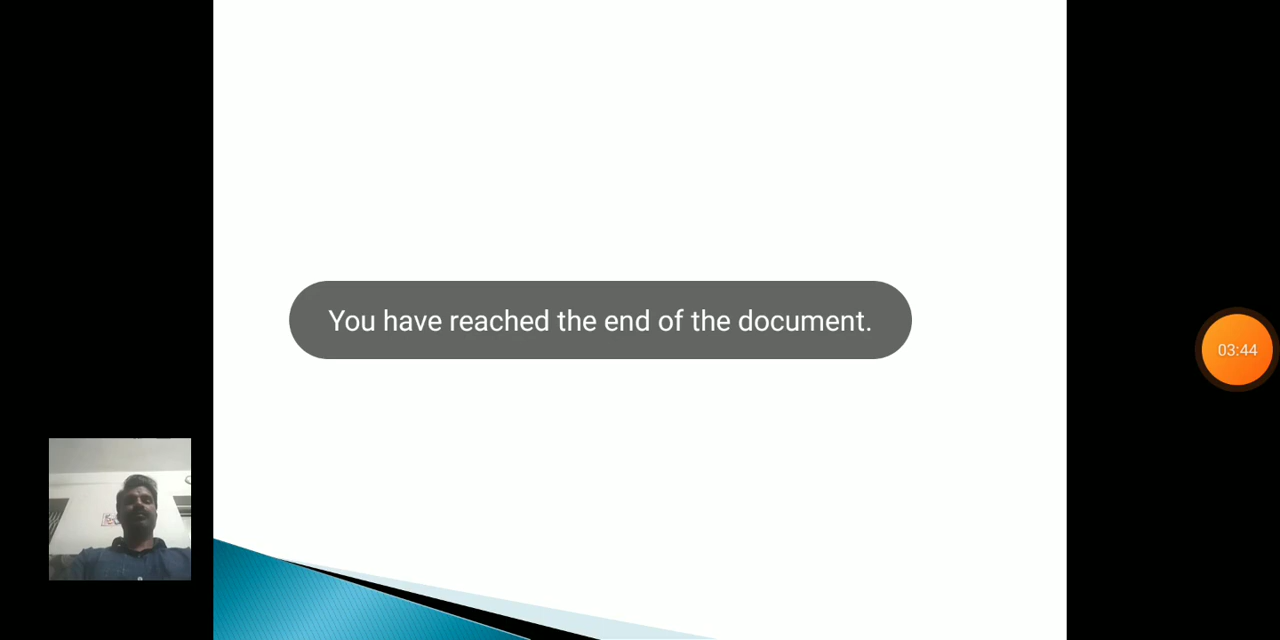 You have reached the end of the document.
03:44